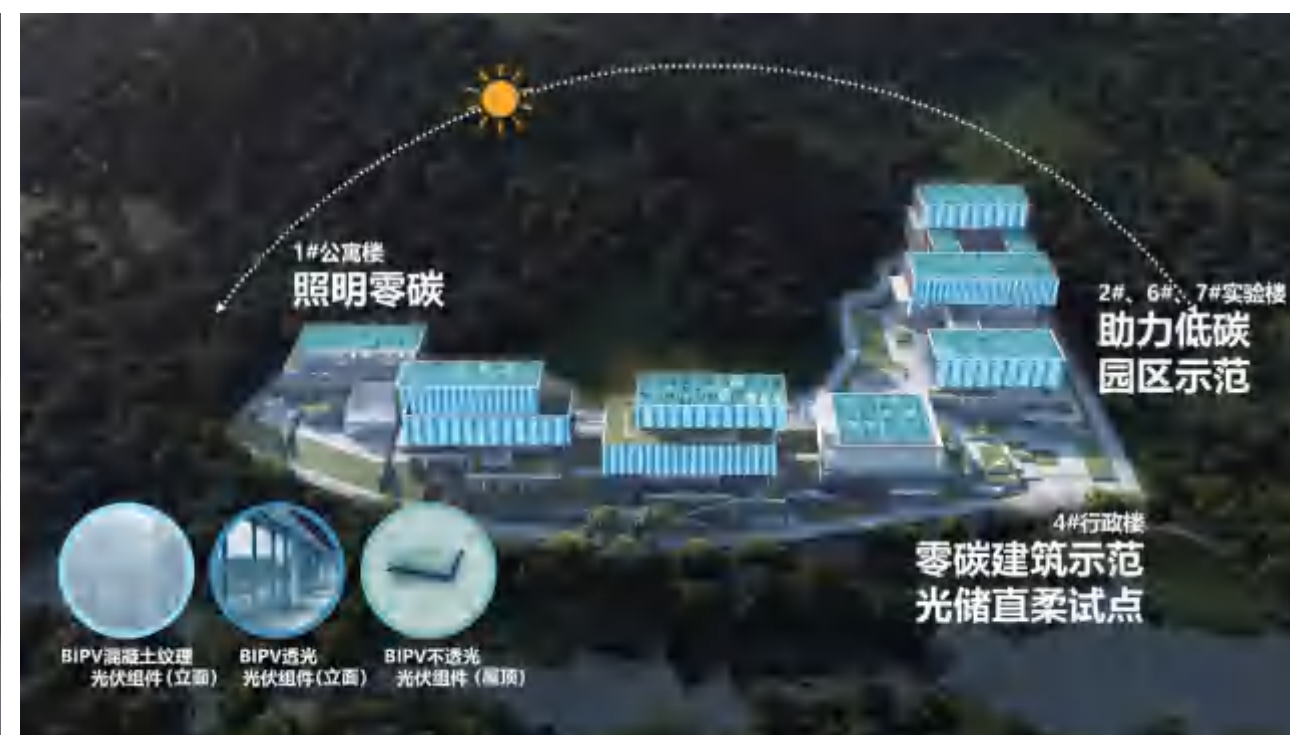 1#公寓楼
照明零碳
2#、6#、7#实验楼
助力低碳
园区示范
4#行政楼
零碳建筑示范
光储直柔试点
BIPV混凝土纹理
光伏组件(立面)
BIPV透光
光伏组件(立面)
BIPV不透光
光伏组件(屋顶)